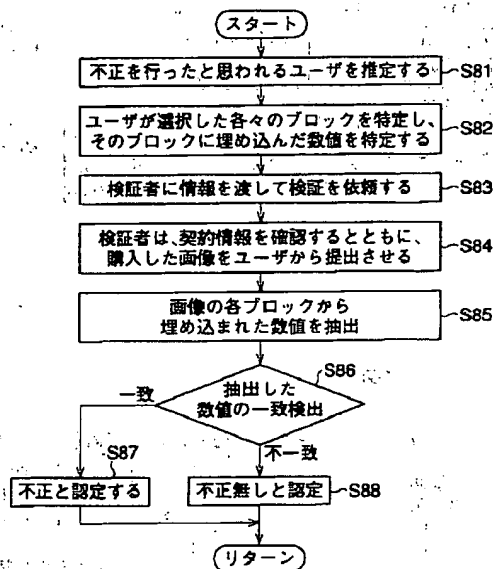 スタート
不正を行ったと思われるユーザを推定する
S81
ユーザが選択した各々のブロックを特定し、
そのブロックに埋め込んだ数値を特定する
S82
検証者に情報を渡して検証を依頼する
S83
検証者は、契約情報を確認するとともに、
購入した画像をユーザから提出させる
S84
画像の各ブロックから
埋め込まれた数値を抽出
S85
S86
抽出した
数値の一致検出
一致
不一致
S87
不正と認定する
不正無しと認定
S88
リターン